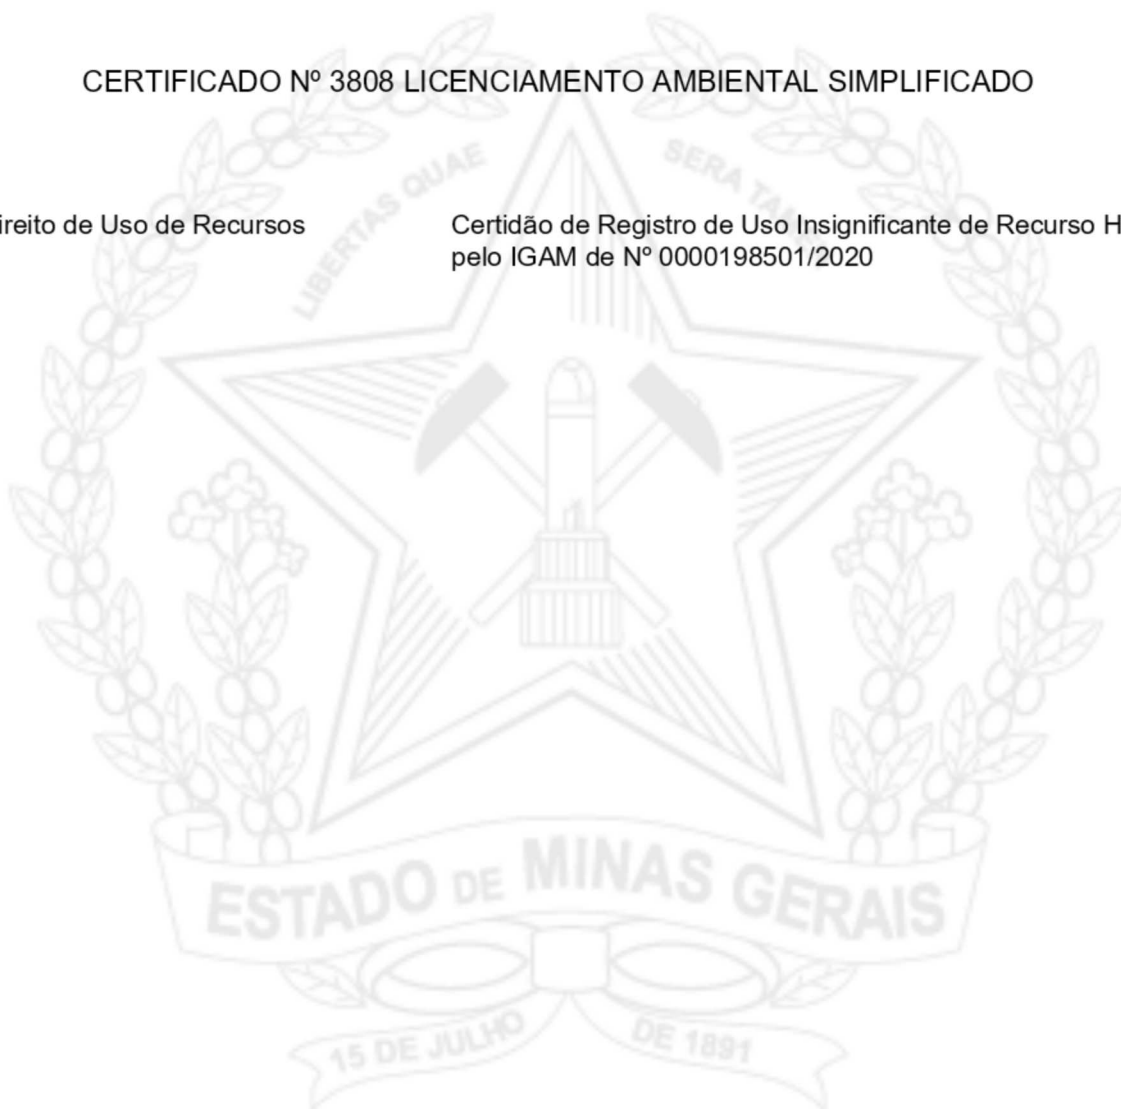 CERTIFICADO Nº 3808 LICENCIAMENTO AMBIENTAL SIMPLIFICADO
LIBERTAS QUAE SERA TA
ireito de Uso de Recursos
Certidão de Registro de Uso Insignificante de Recurso H
pelo IGAM de Nº 0000198501/2020
ESTADO DE MINAS GERAIS
15 DE JULHO DE 1891